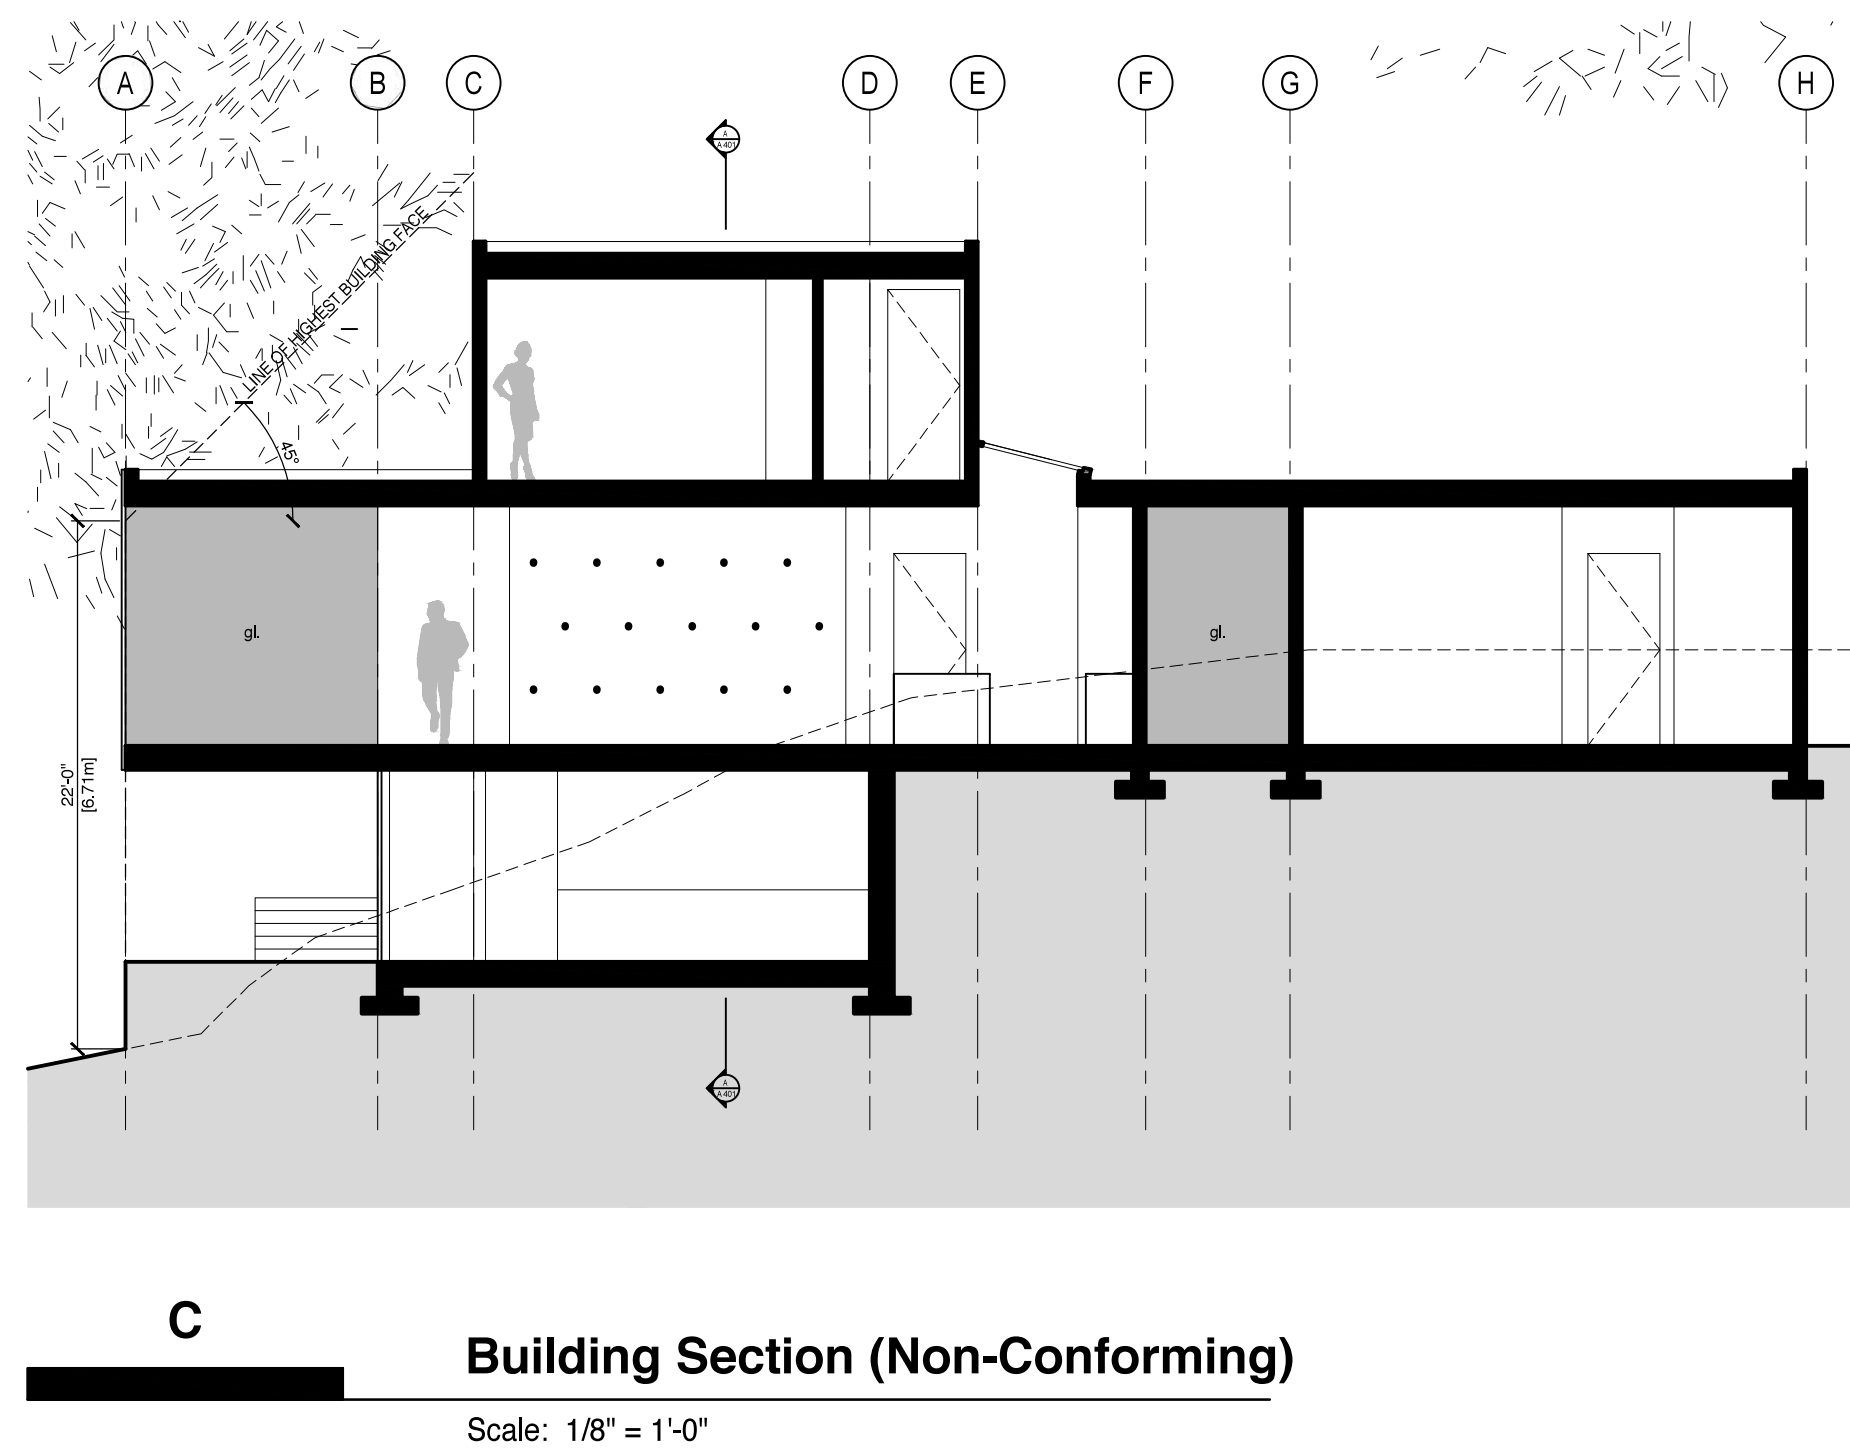 A
B
C
D
E
F
G
H
A
A 401
LINE OF HIGHEST BUILDING FACE
45°
gl.
gl.
22'-0"
[6.71m]
A
A 401
C
Building Section (Non-Conforming)
Scale: 1/8" = 1'-0"